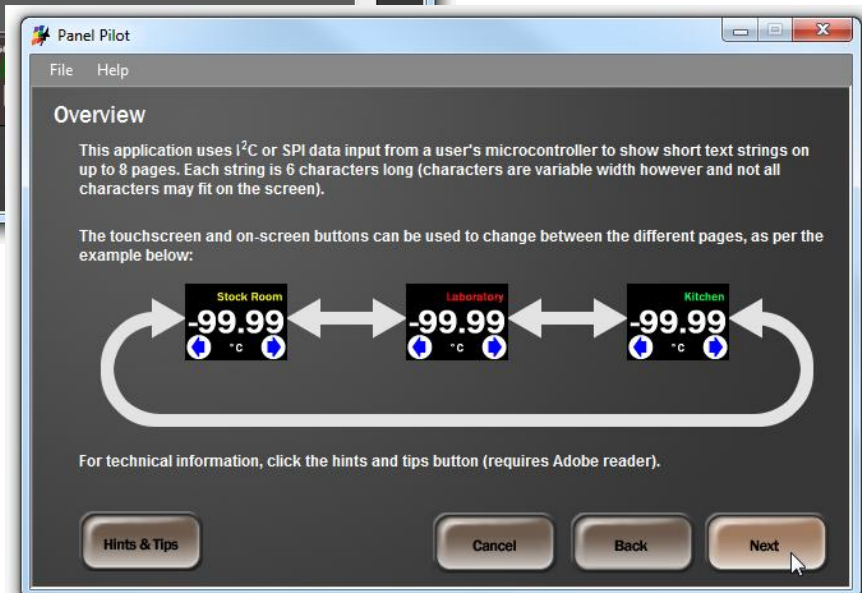 Panel Pilot
File Help
Overview
This application uses I²C or SPI data input from a user's microcontroller to show short text strings on
up to 8 pages. Each string is 6 characters long (characters are variable width however and not all
characters may fit on the screen).
The touchscreen and on-screen buttons can be used to change between the different pages, as per the
example below:
Stock Room
-99.99
°C
Laboratory
-99.99
°C
Kitchen
-99.99
°C
For technical information, click the hints and tips button (requires Adobe reader).
Hints & Tips Cancel Back Next